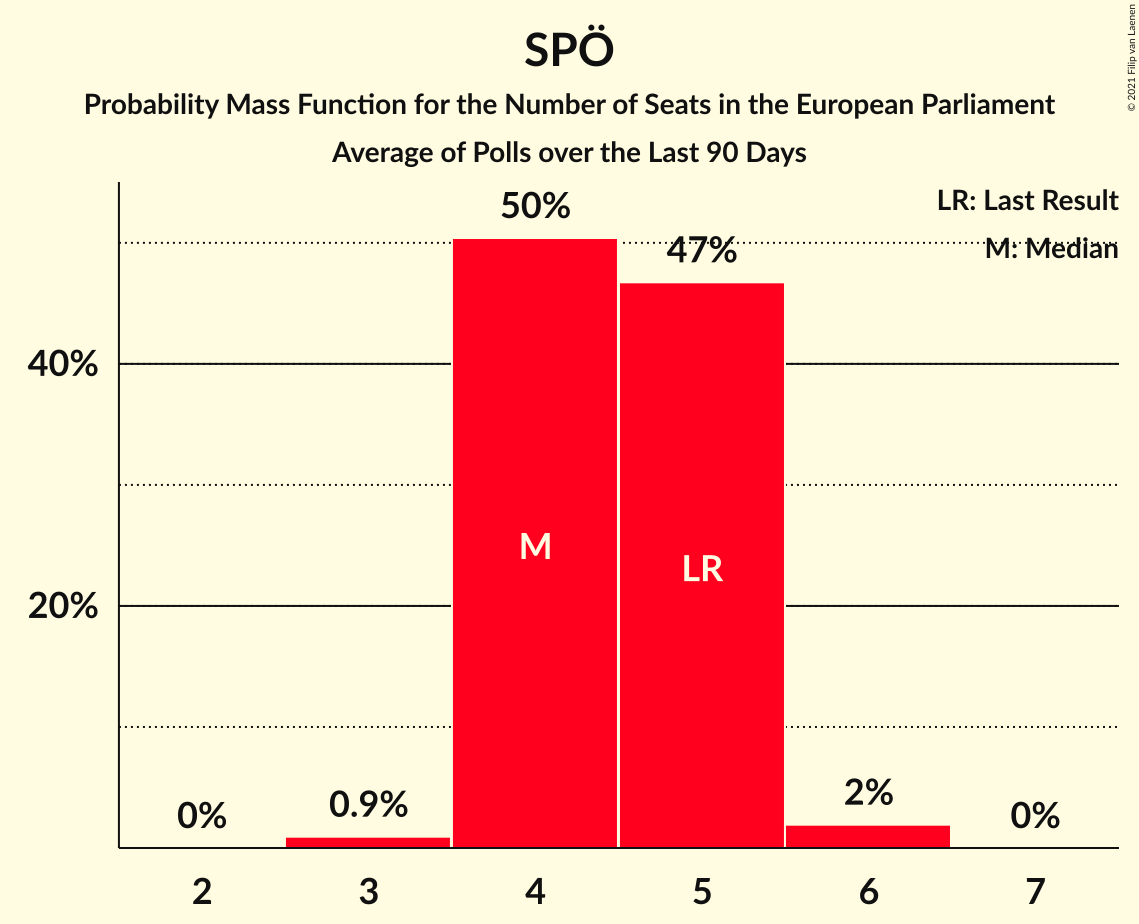 SPÖ
Probability Mass Function for the Number of Seats in the European Parliament
Average of Polls over the Last 90 Days
© 2021 Filip van Laenen
LR: Last Result
M: Median
50%
47%
40%
M
LR
20%
0%
0.9%
2%
0%
2
3
4
5
6
7